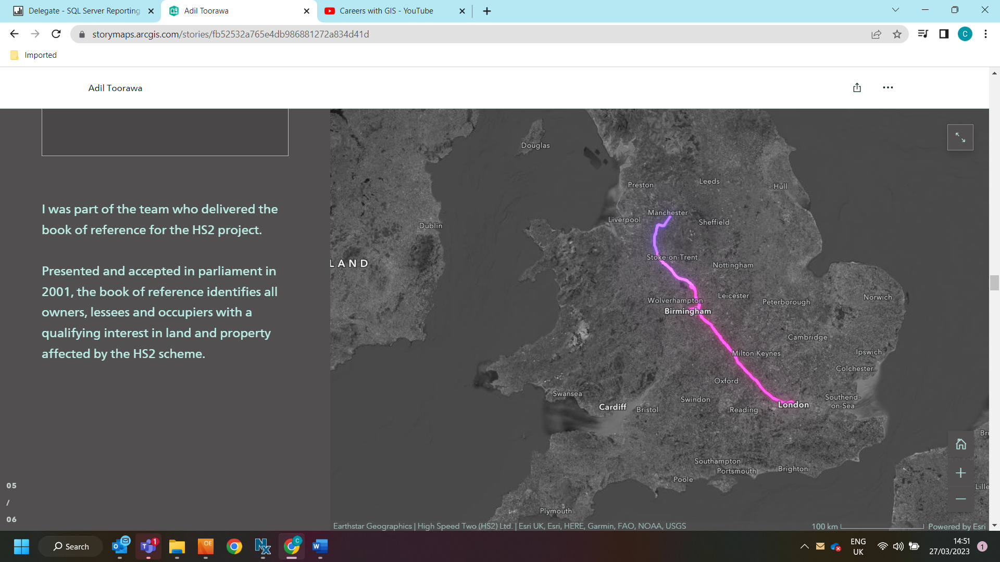 Delegate - SQL Server Reporting
Adil Toorawa
Careers with GIS - YouTube
storymaps.arcgis.com/stories/fb52532a765e4db986881272a834d41d
C
Imported
Adil Toorawa
I was part of the team who delivered the
book of reference for the HS2 project.
Presented and accepted in parliament in
2001, the book of reference identifies all
owners, lessees and occupiers with a
qualifying interest in land and property
affected by the HS2 scheme.
05
/
06
Douglas
Preston
Leeds
Hull
Manchester
Liverpool
Sheffield
Dublin
LAND
Stoke-on-Trent
Nottingham
Wolverhampton
Leicester
Peterborough
Norwich
Birmingham
Cambridge
Milton Keynes
Ipswich
Colchester
Oxford
Swansea
Cardiff
Bristol
Swindon
Reading
London
Southend-
on-Sea
Southampton
Portsmouth
Brighton
Poole
Plymouth
Bri
Lille
Earthstar Geographics | High Speed Two (HS2) Ltd. | Esri UK, Esri, HERE, Garmin, FAO, NOAA, USGS
100 km
Powered by Esri
Search
1
OE
C
ENG
UK
14:51
27/03/2023
1